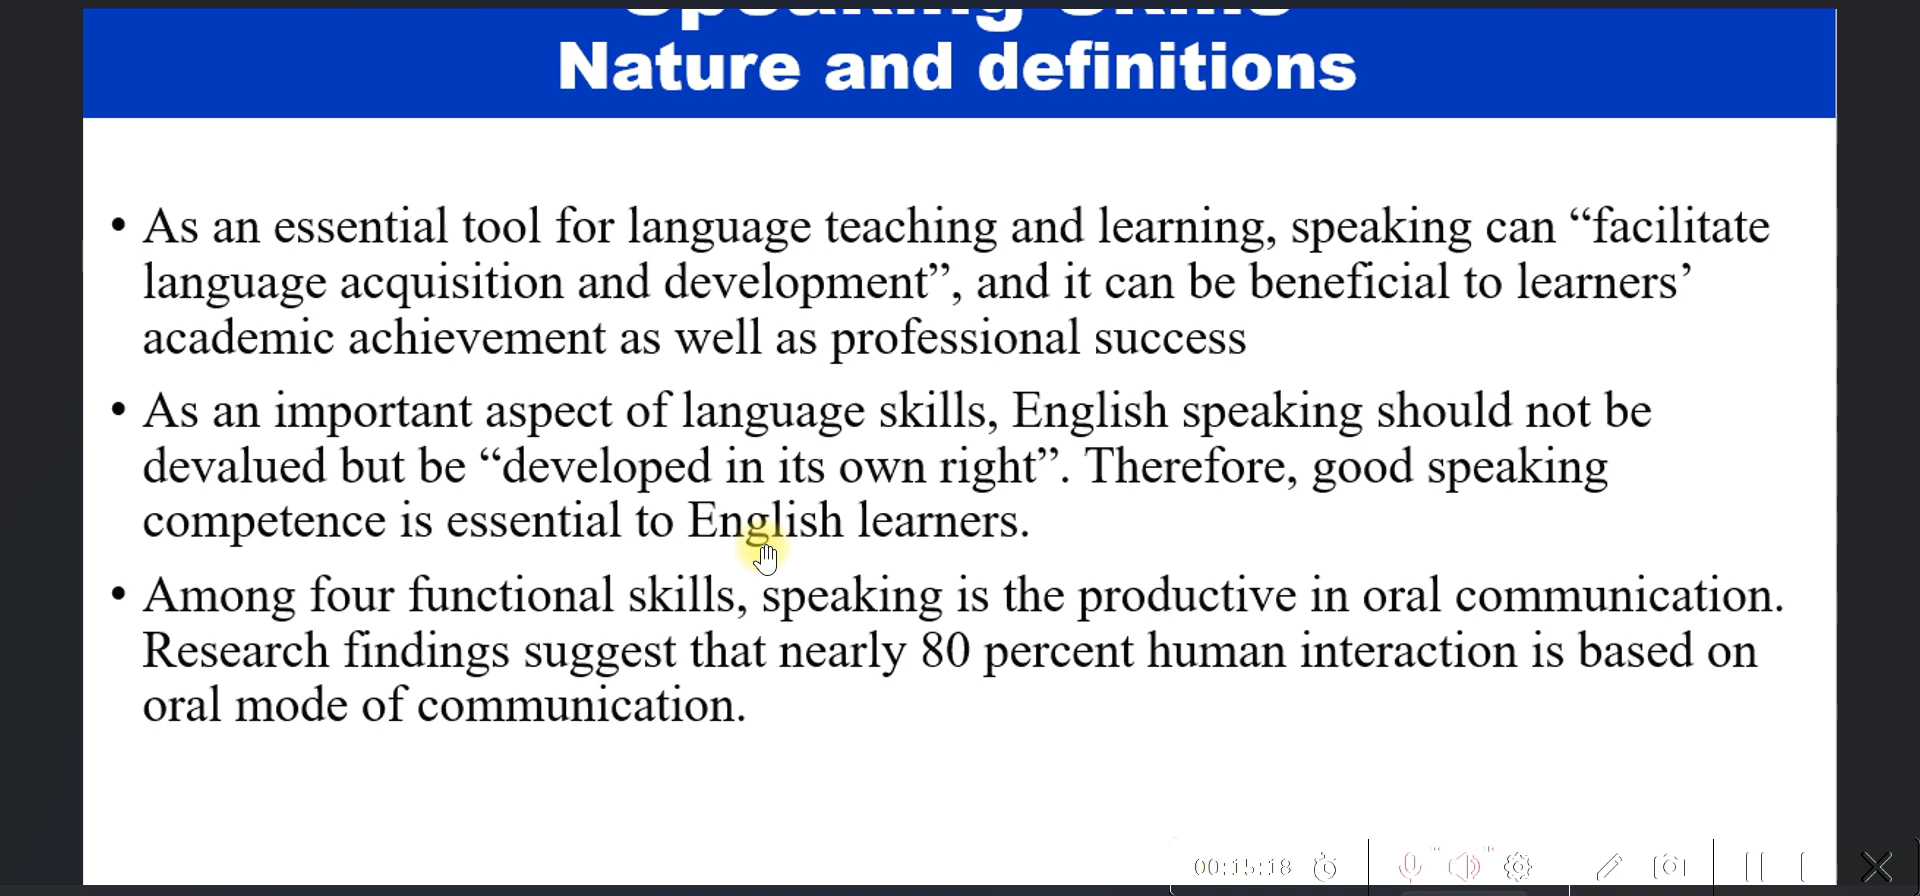 Speaking Skills
Nature and definitions
• As an essential tool for language teaching and learning, speaking can “facilitate
language acquisition and development”, and it can be beneficial to learners’
academic achievement as well as professional success
• As an important aspect of language skills, English speaking should not be
devalued but be “developed in its own right”. Therefore, good speaking
competence is essential to English learners.
• Among four functional skills, speaking is the productive in oral communication.
Research findings suggest that nearly 80 percent human interaction is based on
oral mode of communication.
00:15:18